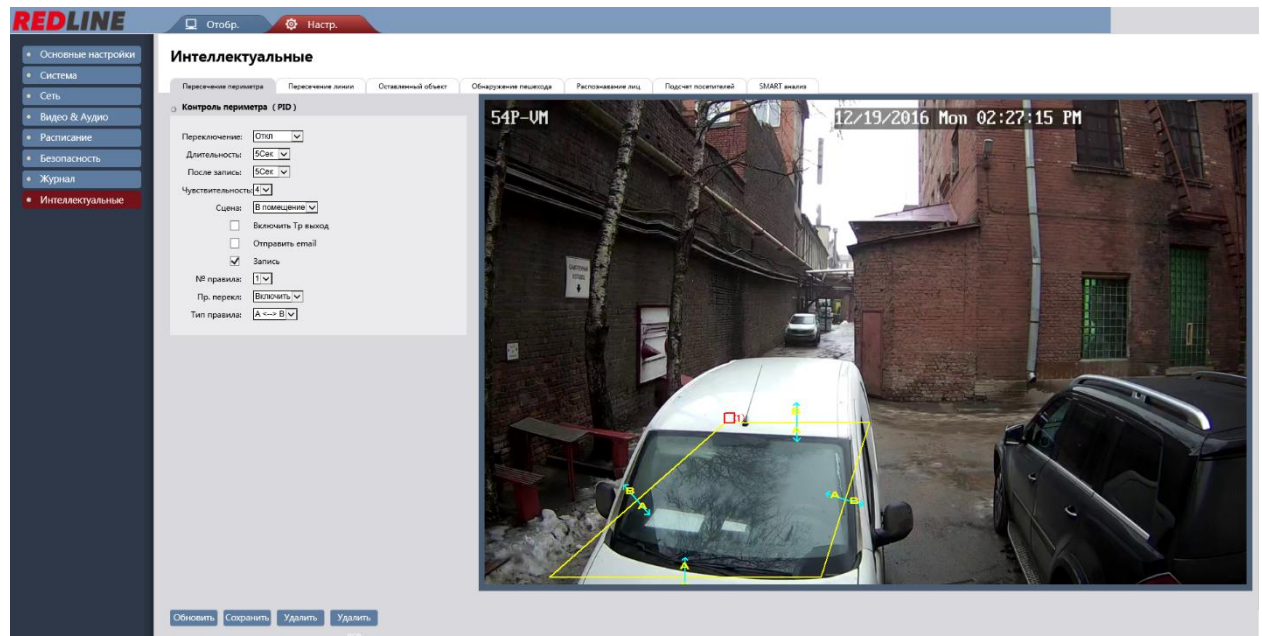 REDLINE
Отобр.
Настр.
Основные настройки
Система
Сеть
Видео & Аудио
Расписание
Безопасность
Журнал
Интеллектуальные
Интеллектуальные
Пересечение периметра Пересечение линии Оставленный объект Обнаружение пешехода Распознавание лиц Подсчет посетителей SMART анализ
Контроль периметра ( PID )
Переключение: Откл
Длительность: 5Сек
После запись: 5Сек
Чувствительность: 4
Сцена: В помещение
Включить Тр выход
Отправить email
Запись
№ правила: 1
Пр. перекл: Включить
Тип правила: A <--> B
54P-VM 12/19/2016 Mon 02:27:15 PM
1
B
A
B
A
A B
A
Обновить Сохранить Удалить Удалить